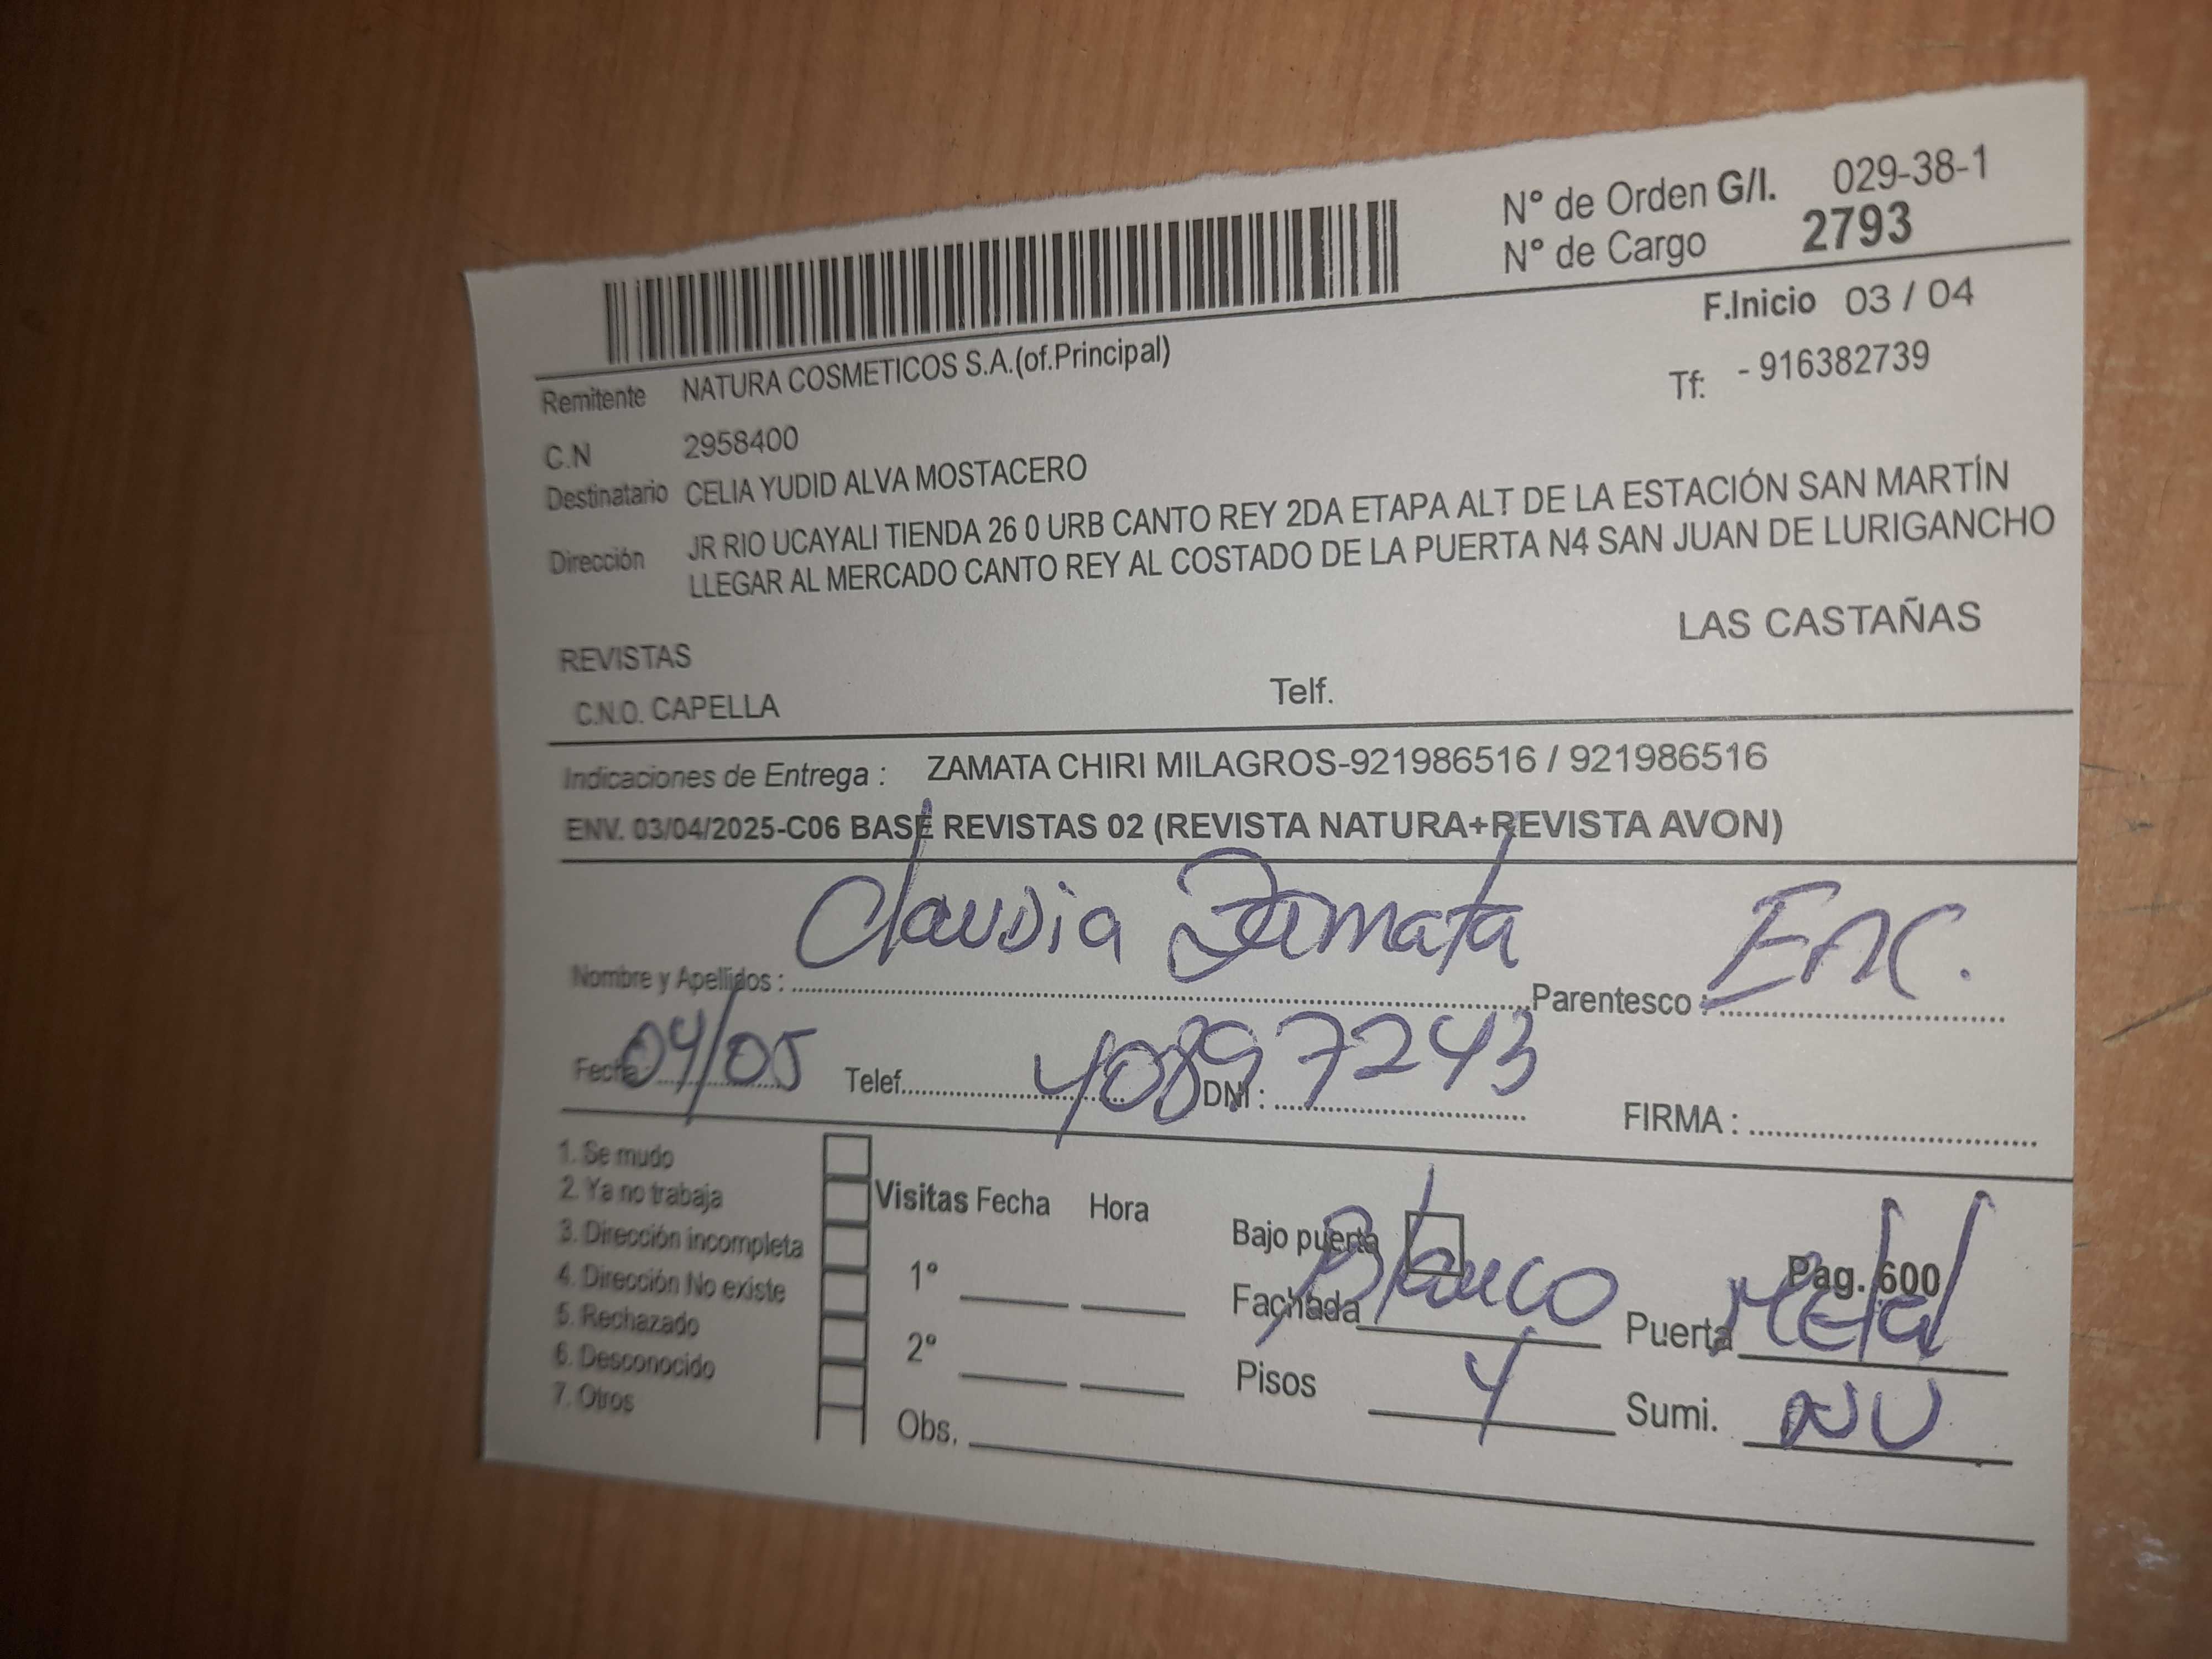 N° de Orden G/I. 029-38-1
N° de Cargo 2793
F.Inicio 03 / 04
Remitente NATURA COSMETICOS S.A.(of.Principal)
Tf: - 916382739
C.N 2958400
Destinatario CELIA YUDID ALVA MOSTACERO
Dirección JR RIO UCAYALI TIENDA 26 0 URB CANTO REY 2DA ETAPA ALT DE LA ESTACIÓN SAN MARTÍN
LLEGAR AL MERCADO CANTO REY AL COSTADO DE LA PUERTA N4 SAN JUAN DE LURIGANCHO
LAS CASTAÑAS
REVISTAS
C.N.O. CAPELLA Telf.
Indicaciones de Entrega : ZAMATA CHIRI MILAGROS-921986516 / 921986516
ENV. 03/04/2025-C06 BASE REVISTAS 02 (REVISTA NATURA+REVISTA AVON)
Nombre y Apellidos : Claudia Zamata Parentesco : Enc.
Fecha : 04/05 Telef. DNI : 40897243 FIRMA :
1. Se mudo
2. Ya no trabaja
3. Dirección incompleta
4. Dirección No existe
5. Rechazado
6. Desconocido
7. Otros
Visitas Fecha Hora
1°
2°
Obs.
Bajo puerta
Pag. 600
Fachada Blanco Puerta Metal
Pisos 4 Sumi. NU